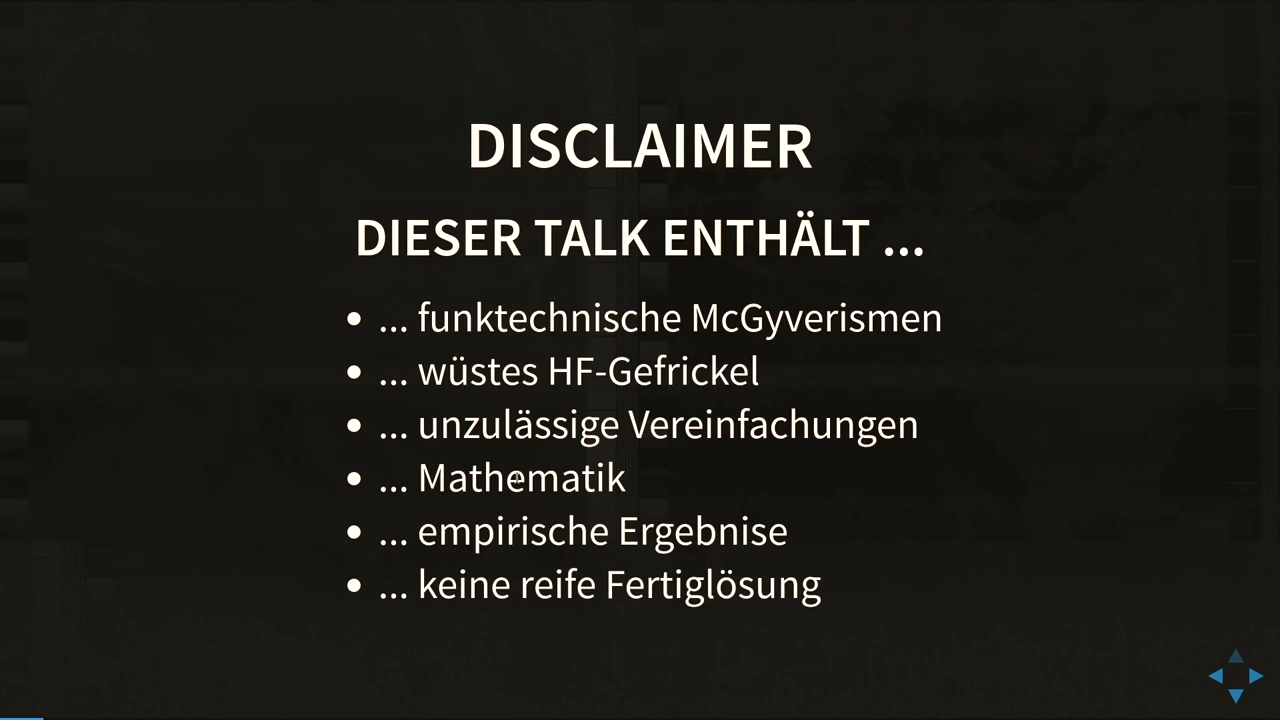 DISCLAIMER
DIESER TALK ENTHÄLT ...
• ... funktechnische McGyverismen
• ... wüstes HF-Gefrickel
• ... unzulässige Vereinfachungen
• ... Mathematik
• ... empirische Ergebnise
• ... keine reife Fertiglösung